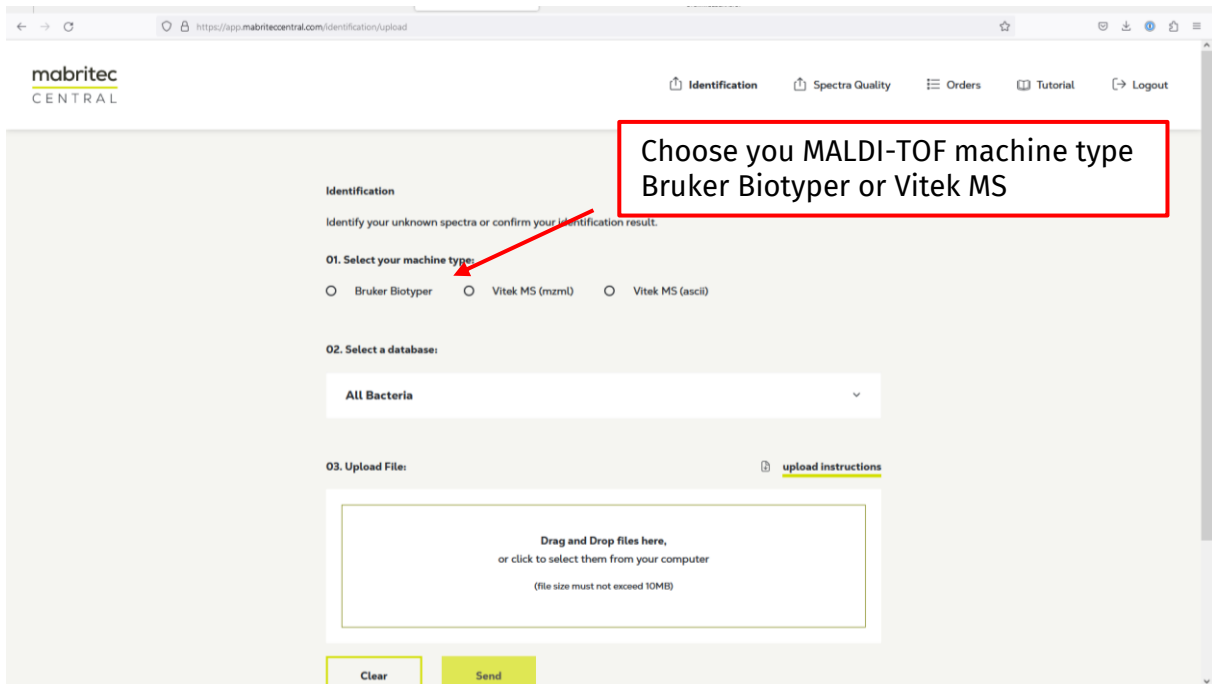 https://app.mabriteccentral.com/identification/upload
mabritec
CENTRAL
Identification
Spectra Quality
Orders
Tutorial
Logout
Choose you MALDI-TOF machine type
Bruker Biotyper or Vitek MS
Identification
Identify your unknown spectra or confirm your identification result.
01. Select your machine type:
Bruker Biotyper
Vitek MS (mzml)
Vitek MS (ascii)
02. Select a database:
All Bacteria
03. Upload File:
upload instructions
Drag and Drop files here,
or click to select them from your computer
(file size must not exceed 10MB)
Clear
Send